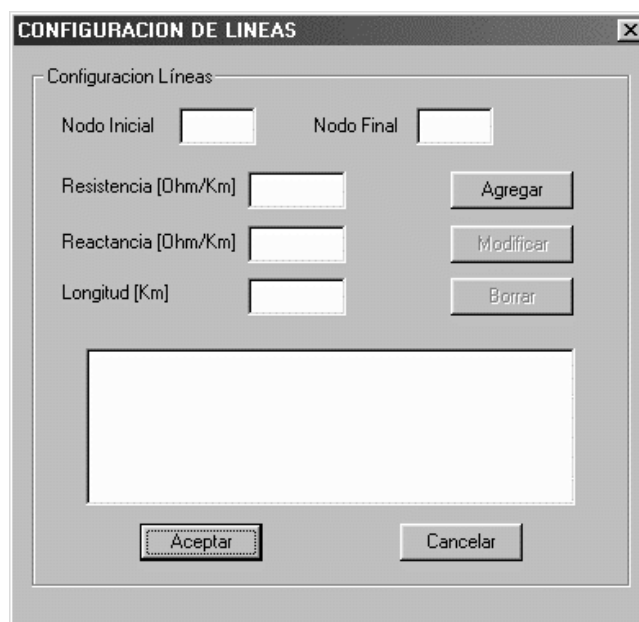 CONFIGURACION DE LINEAS
Configuracion Líneas
Nodo Inicial
Nodo Final
Resistencia [Ohm/Km]
Agregar
Reactancia [Ohm/Km]
Modificar
Longitud [Km]
Borrar
Aceptar
Cancelar